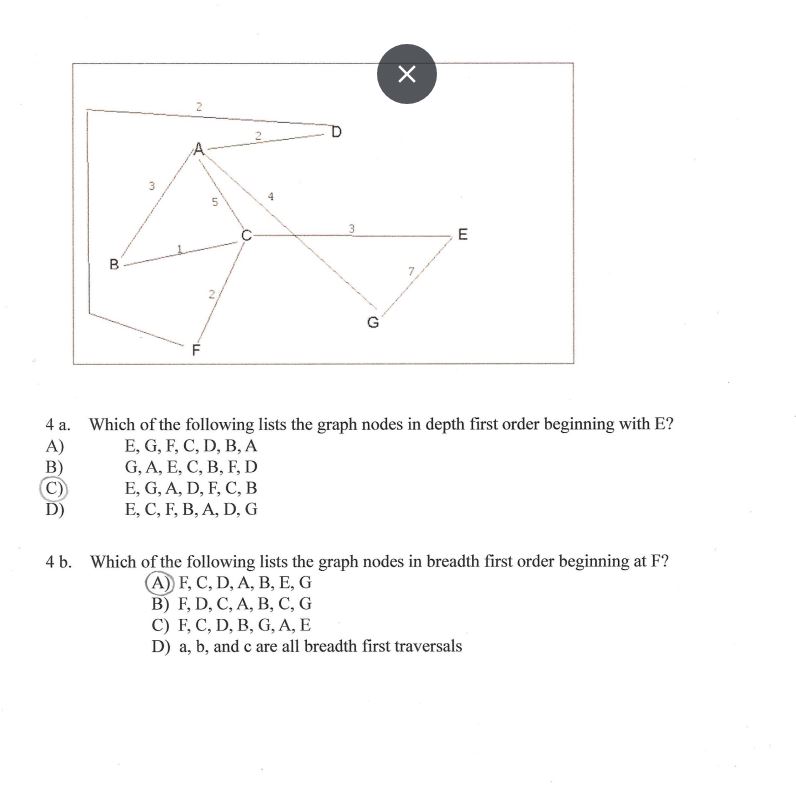 2
D
2
A
3
4
5
C
3
E
B
1
7
2
G
F
4 a. Which of the following lists the graph nodes in depth first order beginning with E?
A) E, G, F, C, D, B, A
B) G, A, E, C, B, F, D
C) E, G, A, D, F, C, B
D) E, C, F, B, A, D, G
4 b. Which of the following lists the graph nodes in breadth first order beginning at F?
A) F, C, D, A, B, E, G
B) F, D, C, A, B, C, G
C) F, C, D, B, G, A, E
D) a, b, and c are all breadth first traversals